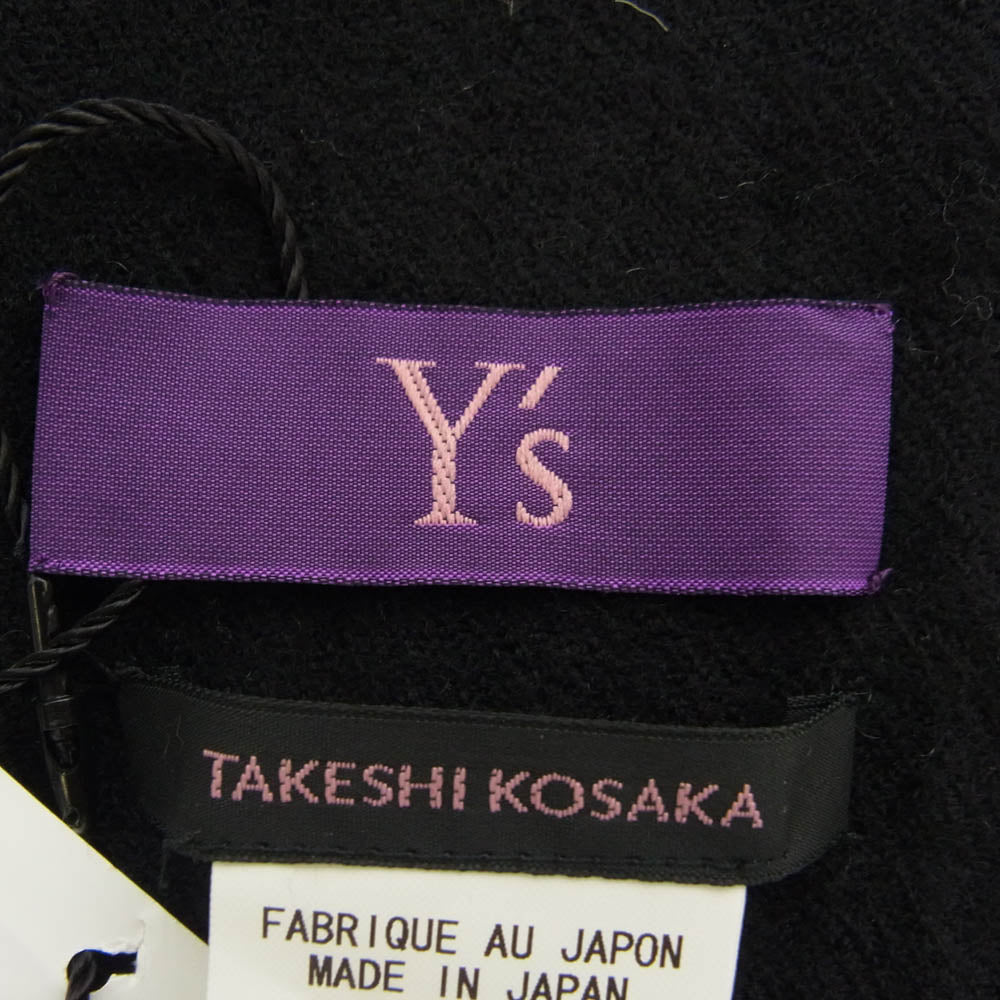 Y's
TAKESHI KOSAKA
FABRIQUE AU JAPON
MADE IN JAPAN